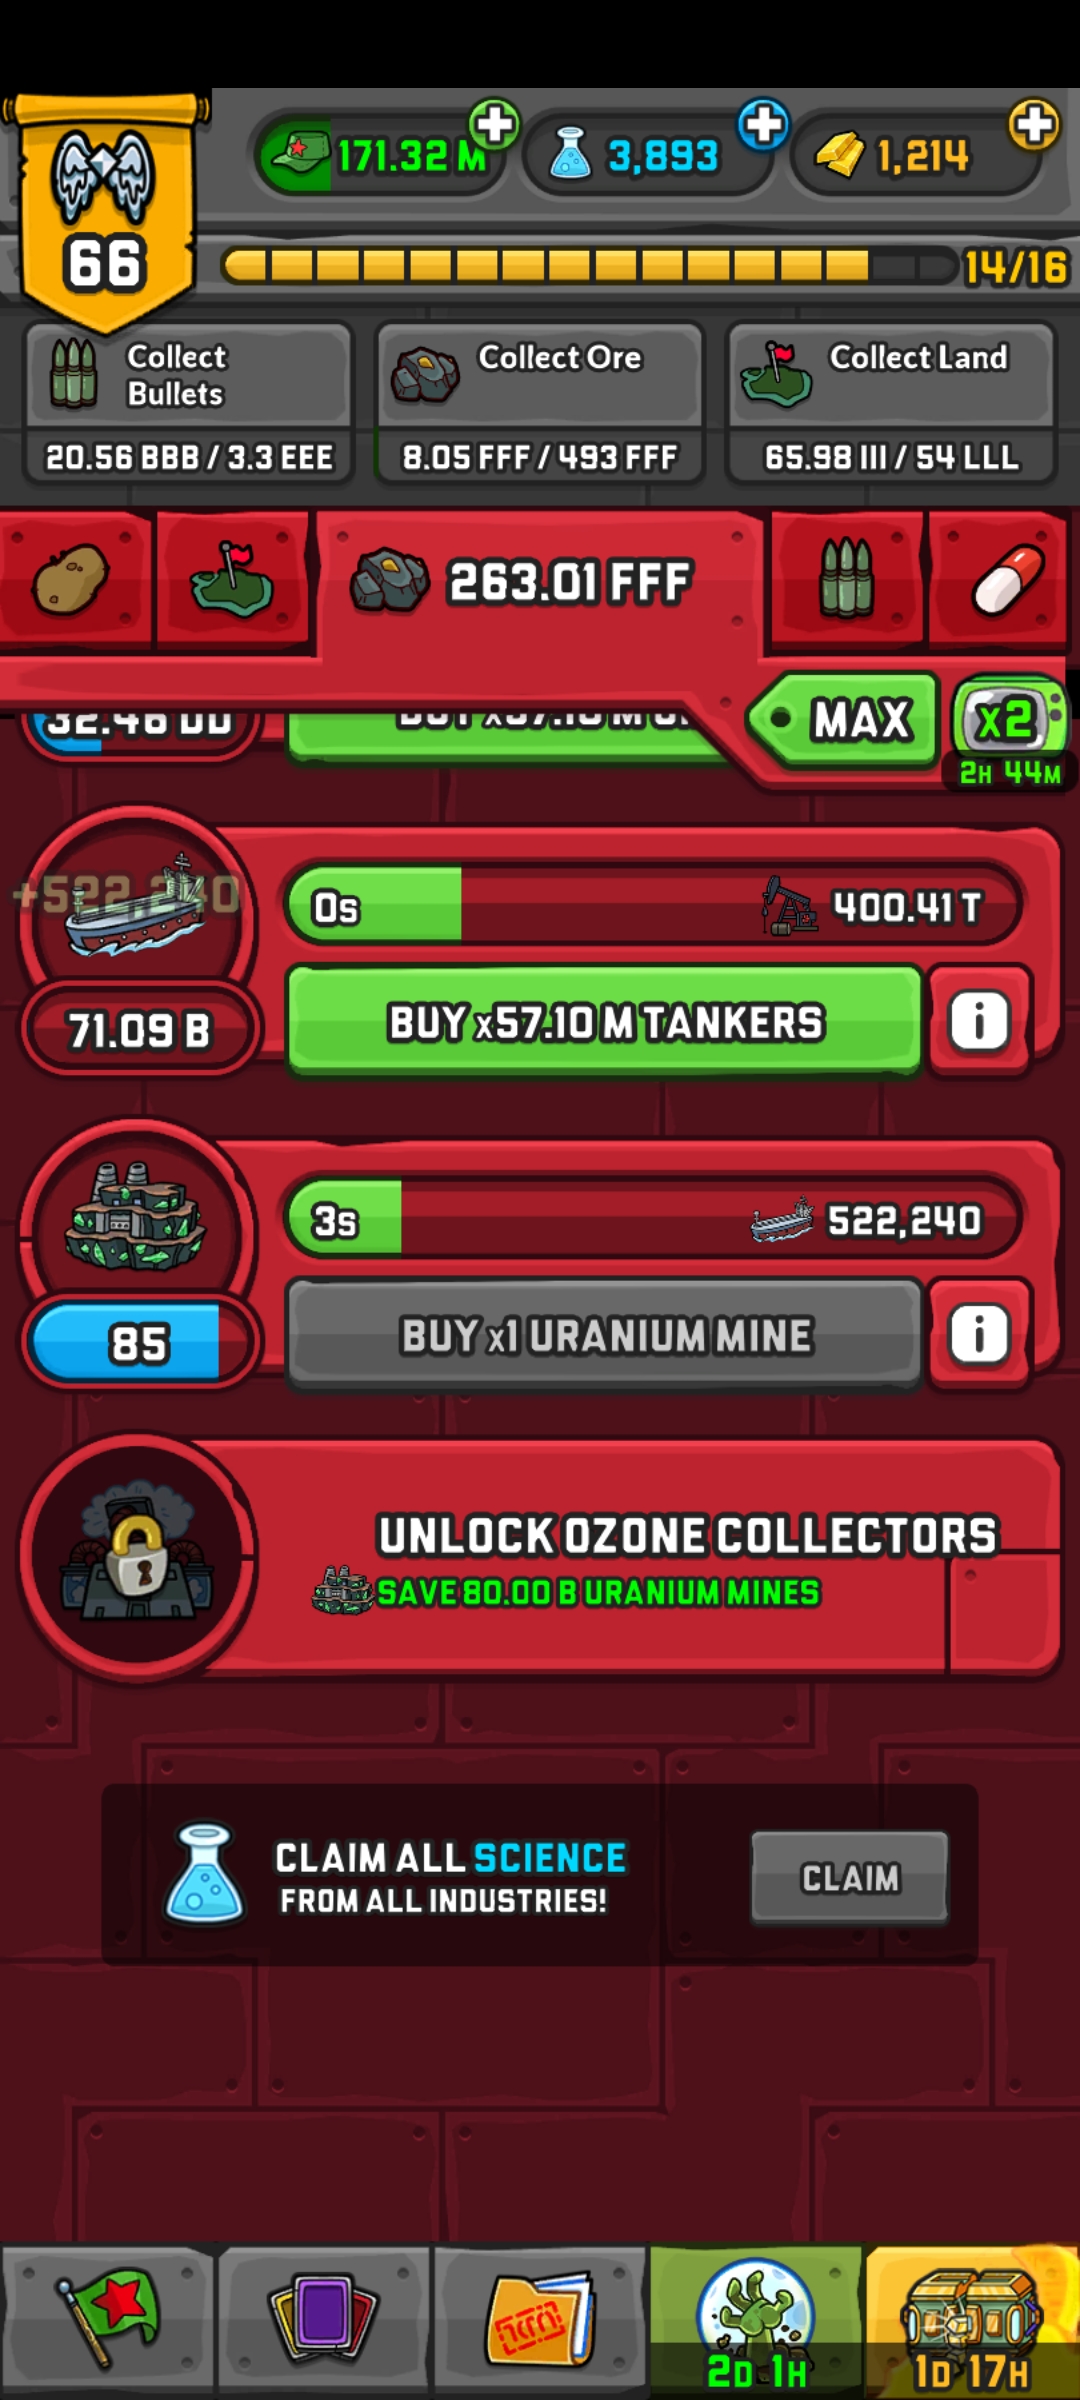 171.32 M
3,893
1,214
66
14/16
Collect
Bullets
Collect Ore
Collect Land
20.56 BBB / 3.3 EEE
8.05 FFF / 493 FFF
65.98 III / 54 LLL
263.01 FFF
MAX
x2
2H 44M
+522,240
0s
400.41 T
71.09 B
BUY x57.10 M TANKERS
i
3s
522,240
85
BUY x1 URANIUM MINE
i
UNLOCK OZONE COLLECTORS
SAVE 80.00 B URANIUM MINES
CLAIM ALL SCIENCE
FROM ALL INDUSTRIES!
CLAIM
2D 1H
1D 17H